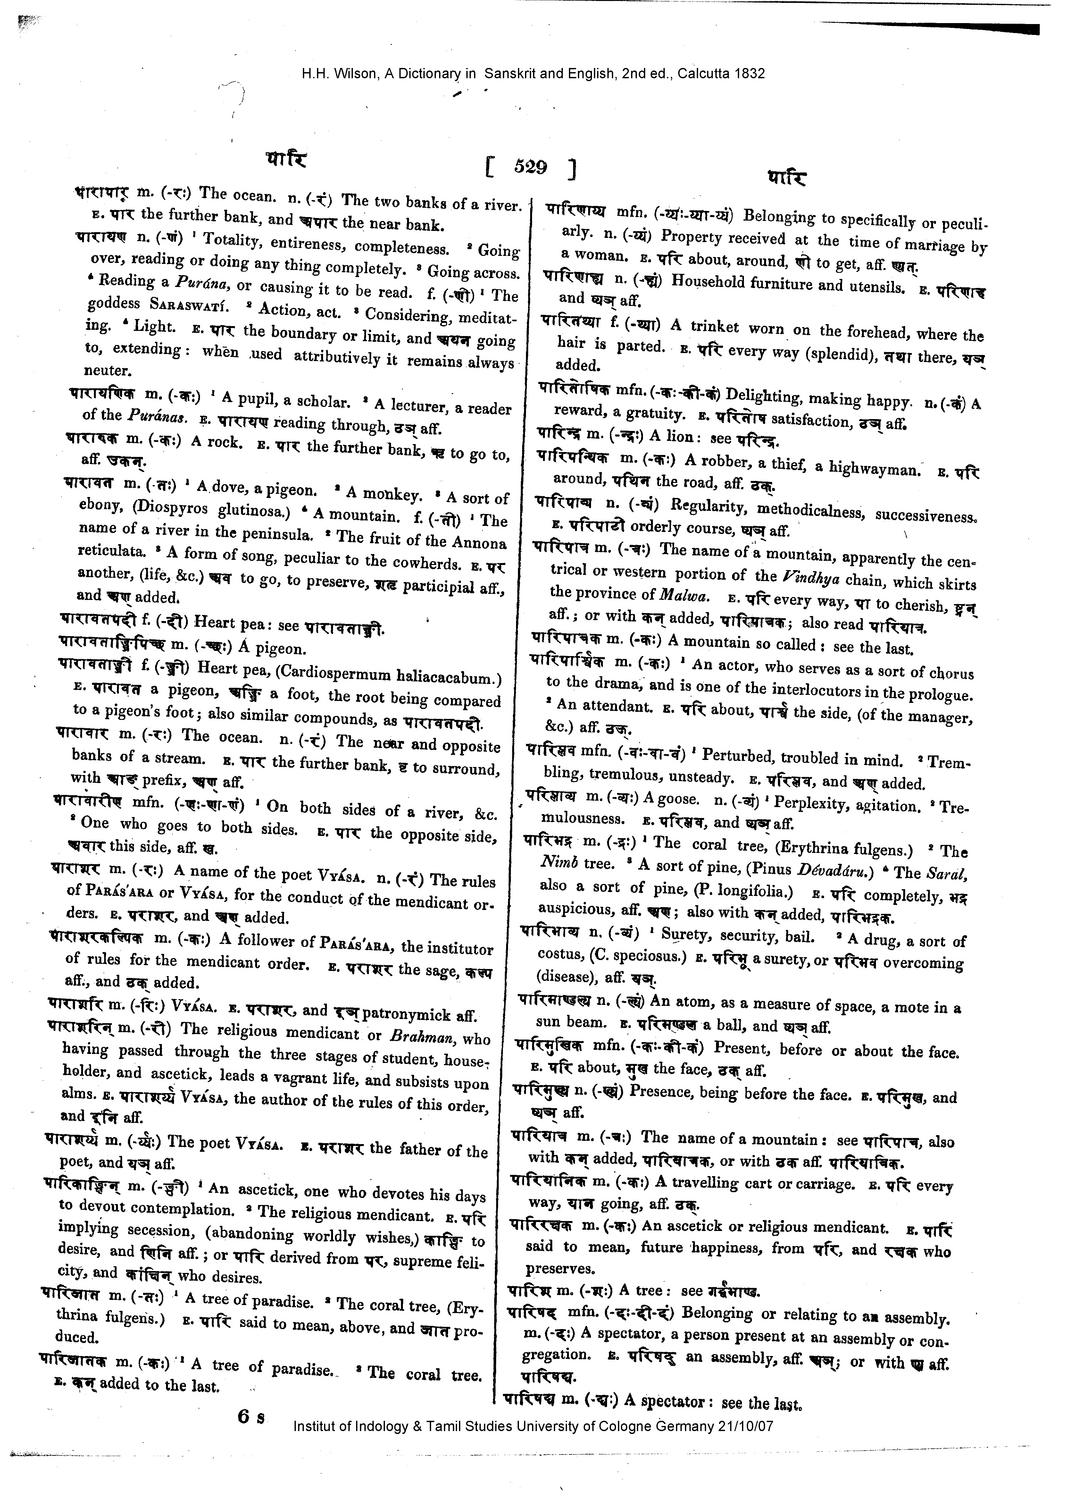 H.H. Wilson, A Dictionary in Sanskrit and English, 2nd ed., Calcutta 1832
पारि [ 529 ] पारि
पारापार m. (-रः) The ocean. n. (-रं) The two banks of a river.
E. पार the further bank, and अपार the near bank.
पारायण n. (-णं) ¹ Totality, entireness, completeness. ² Going
over, reading or doing any thing completely. ³ Going across.
⁴ Reading a Purána, or causing it to be read. f. (-णी) ¹ The
goddess SARASWATÍ. ² Action, act. ³ Considering, meditat-
ing. ⁴ Light. E. पार the boundary or limit, and अयन going
to, extending: when used attributively it remains always
neuter.
पारायणिक m. (-कः) ¹ A pupil, a scholar. ² A lecturer, a reader
of the Puránas. E. पारायण reading through, ठञ् aff.
पारारुक m. (-कः) A rock. E. पार the further bank, ऋ to go to,
aff. उकन्.
पारावत m. (-तः) ¹ A dove, a pigeon. ² A monkey. ³ A sort of
ebony, (Diospyros glutinosa.) ⁴ A mountain. f. (-ती) ¹ The
name of a river in the peninsula. ² The fruit of the Annona
reticulata. ³ A form of song, peculiar to the cowherds. E. पर
another, (life, &c.) अव to go, to preserve, शतृ participial aff.,
and अण् added.
पारावतपदी f. (-दी) Heart pea: see पारावताङ्घ्री.
पारावताङ्घ्रिपिच्छ m. (-च्छः) A pigeon.
पारावताङ्घ्री f. (-ङ्घ्री) Heart pea, (Cardiospermum haliacacabum.)
E. पारावत a pigeon, अङ्घ्रि a foot, the root being compared
to a pigeon's foot; also similar compounds, as पारावतपदी.
पारावार m. (-रः) The ocean. n. (-रं) The near and opposite
banks of a stream. E. पार the further bank, वृ to surround,
with आङ् prefix, अण् aff.
पारावारीण mfn. (-णः-णा-णं) ¹ On both sides of a river, &c.
² One who goes to both sides. E. पार the opposite side,
अवार this side, aff. ख.
पाराशर m. (-रः) A name of the poet VYÁSA. n. (-रं) The rules
of PARÁS'ARA or VYÁSA, for the conduct of the mendicant or-
ders. E. पराशर, and अण् added.
पाराशरकल्पिक m. (-कः) A follower of PARÁS'ARA, the institutor
of rules for the mendicant order. E. पराशर the sage, कल्प
aff., and ठक् added.
पाराशरि m. (-रिः) VYÁSA. E. पराशर, and इञ् patronymick aff.
पाराशरिन् m. (-री) The religious mendicant or Brahman, who
having passed through the three stages of student, house-
holder, and ascetick, leads a vagrant life, and subsists upon
alms. E. पाराशर्य्य VYÁSA, the author of the rules of this order,
and इनि aff.
पाराशर्य्य m. (-र्य्यः) The poet VYÁSA. E. पराशर the father of the
poet, and यञ् aff.
पारिकाङ्क्षिन् m. (-ङ्क्षी) ¹ An ascetick, one who devotes his days
to devout contemplation. ² The religious mendicant. E. परि
implying secession, (abandoning worldly wishes,) काङ्क्षि to
desire, and णिनि aff.; or पारि derived from पर, supreme feli-
city, and कांक्षिन् who desires.
पारिजात m. (-तः) ¹ A tree of paradise. ² The coral tree, (Ery-
thrina fulgens.) E. पारि said to mean, above, and जात pro-
duced.
पारिजातक m. (-कः) ¹ A tree of paradise. ² The coral tree.
E. कन् added to the last.
6 s
पारिणाय्य mfn. (-य्यः-य्या-य्यं) Belonging to specifically or peculi-
arly. n. (-य्यं) Property received at the time of marriage by
a woman. E. परि about, around, णी to get, aff. ण्यत्.
पारिणाह्य n. (-ह्यं) Household furniture and utensils. E. परिणाह
and ष्यञ् aff.
पारितथ्या f. (-थ्या) A trinket worn on the forehead, where the
hair is parted. E. परि every way (splendid), तथा there, यञ्
added.
पारितोषिक mfn. (-कः-की-कं) Delighting, making happy. n. (-कं) A
reward, a gratuity. E. परितोष satisfaction, ठञ् aff.
पारिन्द्र m. (-न्द्रः) A lion: see परिन्द्र.
पारिपन्थिक m. (-कः) A robber, a thief, a highwayman. E. परि
around, पथिन the road, aff. ठक्.
पारिपाट्य n. (-ट्यं) Regularity, methodicalness, successiveness.
E. परिपाटी orderly course, ष्यञ् aff.
पारिपात्र m. (-त्रः) The name of a mountain, apparently the cen-
trical or western portion of the Vindhya chain, which skirts
the province of Malwa. E. परि every way, पा to cherish, ष्ट्रन्
aff.; or with कन् added, पारिपात्रक; also read पारियात्र.
पारिपात्रक m. (-कः) A mountain so called: see the last.
पारिपार्श्वक m. (-कः) ¹ An actor, who serves as a sort of chorus
to the drama, and is one of the interlocutors in the prologue.
² An attendant. E. परि about, पार्श्व the side, (of the manager,
&c.) aff. ठक्.
पारिप्लव mfn. (-वः-वा-वं) ¹ Perturbed, troubled in mind. ² Trem-
bling, tremulous, unsteady. E. परिप्लव, and अण् added.
पारिप्लाव्य m. (-व्यः) A goose. n. (-व्यं) ¹ Perplexity, agitation. ² Tre-
mulousness. E. परिप्लव, and ष्यञ् aff.
पारिभद्र m. (-द्रः) ¹ The coral tree, (Erythrina fulgens.) ² The
Nimb tree. ³ A sort of pine, (Pinus Dévadáru.) ⁴ The Saral,
also a sort of pine, (P. longifolia.) E. परि completely, भद्र
auspicious, aff. अण्; also with कन् added, पारिभद्रक.
पारिभाव्य n. (-व्यं) ¹ Surety, security, bail. ² A drug, a sort of
costus, (C. speciosus.) E. परिभू a surety, or परिभव overcoming
(disease), aff. ष्यञ्.
पारिमाण्डल्य n. (-ल्यं) An atom, as a measure of space, a mote in a
sun beam. E. परिमण्डल a ball, and ष्यञ् aff.
पारिमुखिक mfn. (-कः-की-कं) Present, before or about the face.
E. परि about, मुख the face, ठक् aff.
पारिमुख्य n. (-ख्यं) Presence, being before the face. E. परिमुख, and
ष्यञ् aff.
पारियात्र m. (-त्रः) The name of a mountain: see पारिपात्र, also
with कन् added, पारियात्रक, or with ठक aff. पारियात्रिक.
पारियानिक m. (-कः) A travelling cart or carriage. E. परि every
way, यान going, aff. ठक्.
पारिरक्षक m. (-कः) An ascetick or religious mendicant. E. पारि
said to mean, future happiness, from परि, and रक्षक who
preserves.
पारिश m. (-शः) A tree: see गर्द्दभाण्ड.
पारिषद् mfn. (-दः-दी-दं) Belonging or relating to an assembly.
m. (-दः) A spectator, a person present at an assembly or con-
gregation. E. परिषद् an assembly, aff. अञ्; or with ण्य aff.
पारिषद्य.
पारिषद्य m. (-द्यः) A spectator: see the last.
Institut of Indology & Tamil Studies University of Cologne Germany 21/10/07